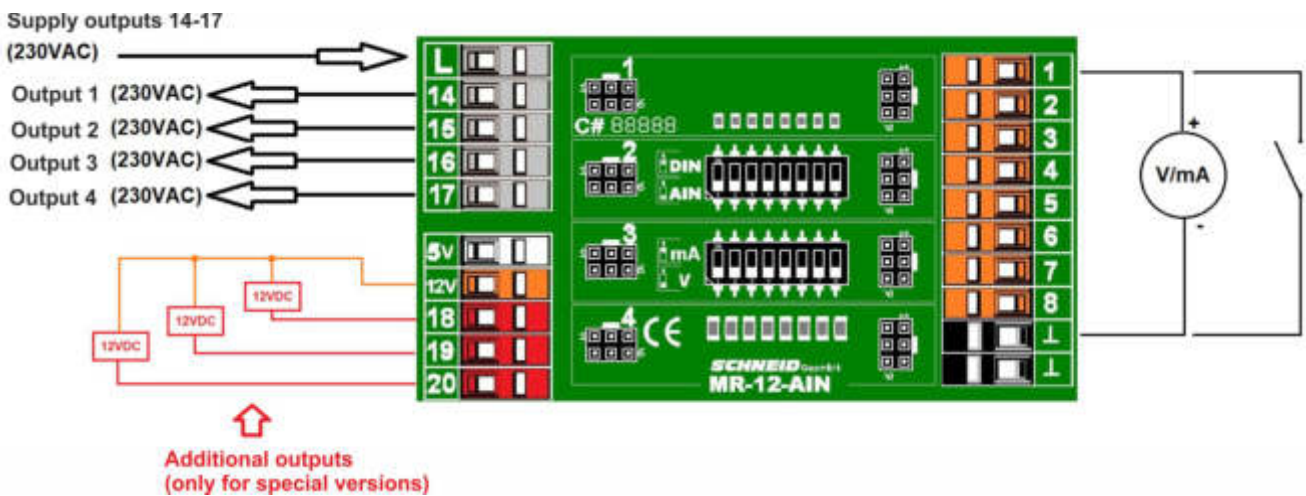 Supply outputs 14-17
(230VAC)
Output 1 (230VAC)
Output 2 (230VAC)
Output 3 (230VAC)
Output 4 (230VAC)
L
14
15
16
17
5V
12V
18
19
20
12VDC
12VDC
12VDC
Additional outputs
(only for special versions)
1
C# 88888
2
DIN
AIN
3
mA
V
4
CE
SCHNEID GesmbH
MR-12-AIN
1
2
3
4
5
6
7
8
⊥
⊥
+
V/mA
-